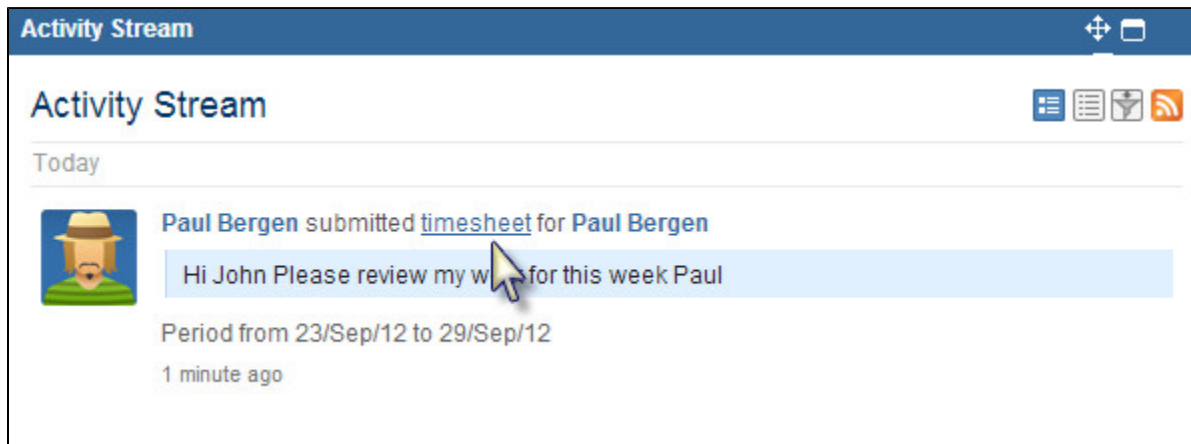 Activity Stream
Activity Stream
Today
Paul Bergen submitted timesheet for Paul Bergen
Hi John Please review my w for this week Paul
Period from 23/Sep/12 to 29/Sep/12
1 minute ago